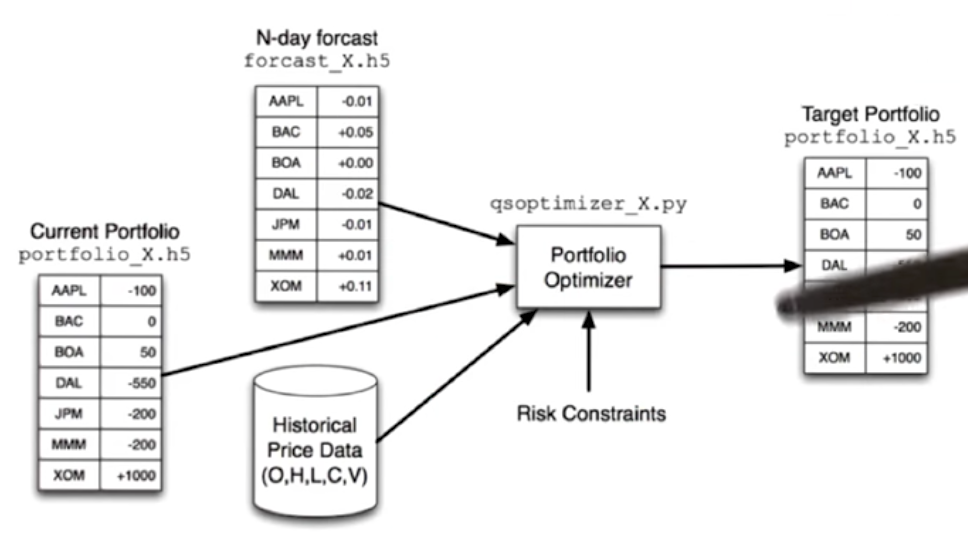 N-day forcast
forcast_X.h5
AAPL -0.01
BAC +0.05
BOA +0.00
DAL -0.02
JPM -0.01
MMM +0.01
XOM +0.11
Target Portfolio
portfolio_X.h5
AAPL -100
BAC 0
BOA 50
DAL
MMM -200
XOM +1000
qsoptimizer_X.py
Portfolio
Optimizer
Current Portfolio
portfolio_X.h5
AAPL -100
BAC 0
BOA 50
DAL -550
JPM -200
MMM -200
XOM +1000
Historical
Price Data
(O,H,L,C,V)
Risk Constraints